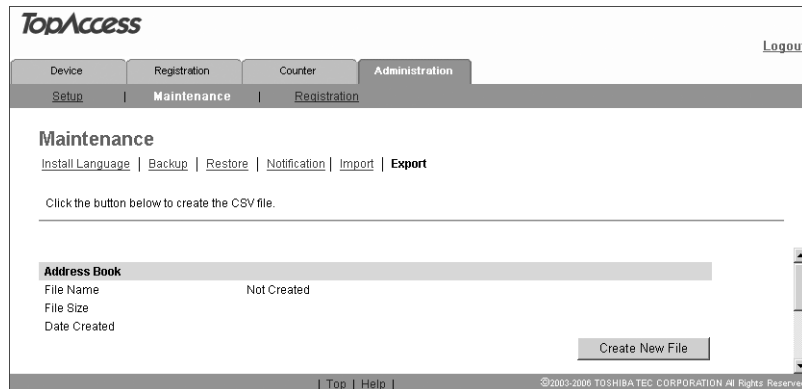 TopAccess
Logout
Device Registration Counter Administration
Setup | Maintenance | Registration
Maintenance
Install Language | Backup | Restore | Notification | Import | Export
Click the button below to create the CSV file.
Address Book
File Name Not Created
File Size
Date Created
Create New File
| Top | Help | ©2003-2006 TOSHIBA TEC CORPORATION All Rights Reserved